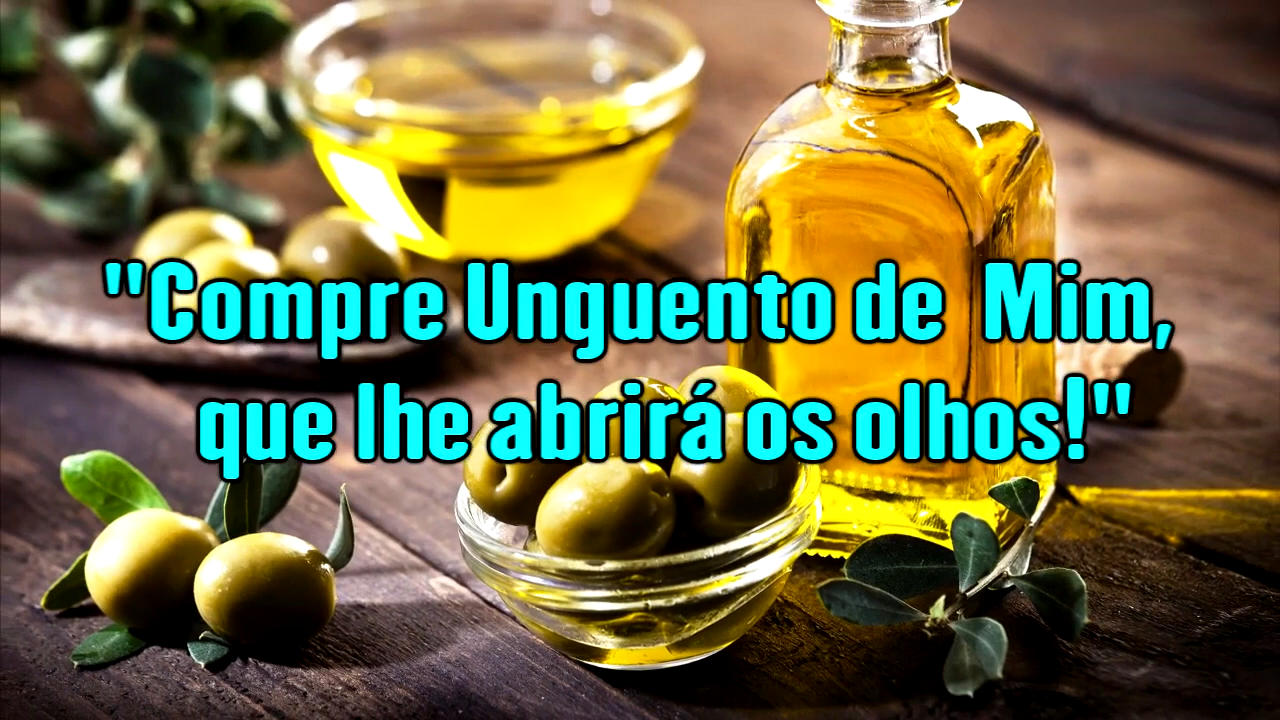 "Compre Unguento de Mim,
que lhe abrirá os olhos!"